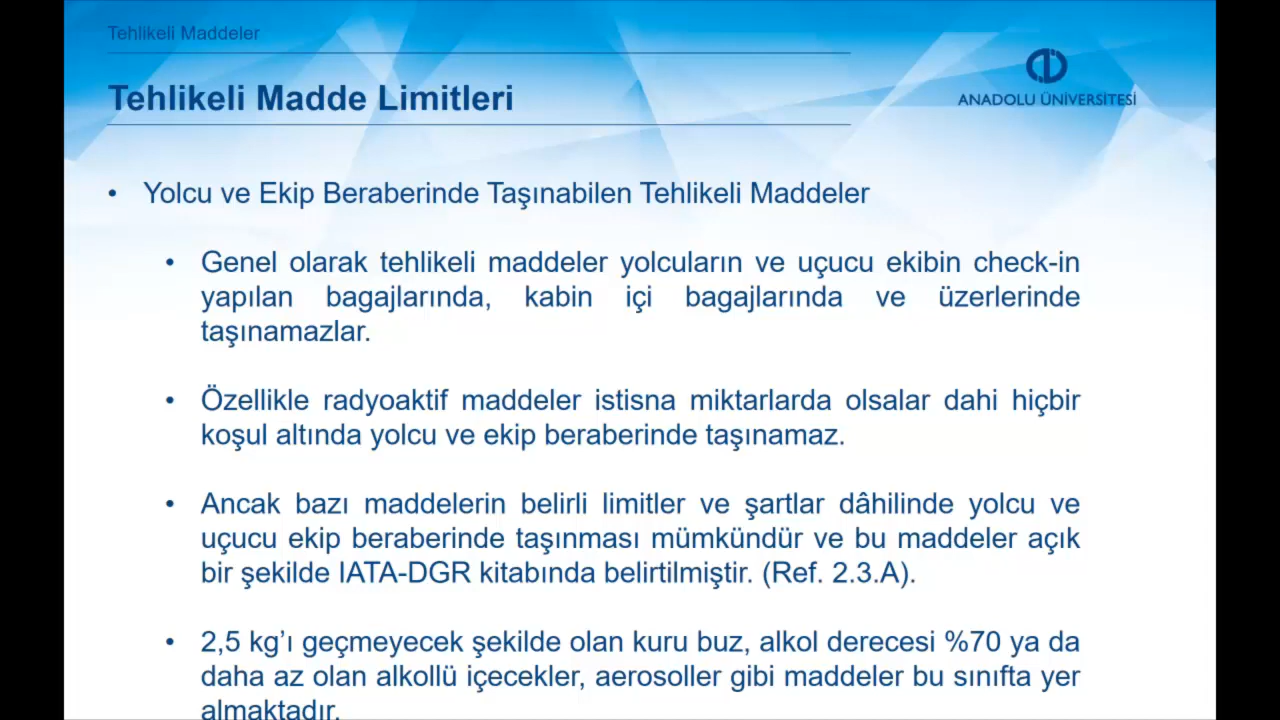 Tehlikeli Maddeler
Tehlikeli Madde Limitleri
ANADOLU ÜNİVERSİTESİ
• Yolcu ve Ekip Beraberinde Taşınabilen Tehlikeli Maddeler
• Genel olarak tehlikeli maddeler yolcuların ve uçucu ekibin check-in
yapılan bagajlarında, kabin içi bagajlarında ve üzerlerinde
taşınamazlar.
• Özellikle radyoaktif maddeler istisna miktarlarda olsalar dahi hiçbir
koşul altında yolcu ve ekip beraberinde taşınamaz.
• Ancak bazı maddelerin belirli limitler ve şartlar dâhilinde yolcu ve
uçucu ekip beraberinde taşınması mümkündür ve bu maddeler açık
bir şekilde IATA-DGR kitabında belirtilmiştir. (Ref. 2.3.A).
• 2,5 kg’ı geçmeyecek şekilde olan kuru buz, alkol derecesi %70 ya da
daha az olan alkollü içecekler, aerosoller gibi maddeler bu sınıfta yer
almaktadır.